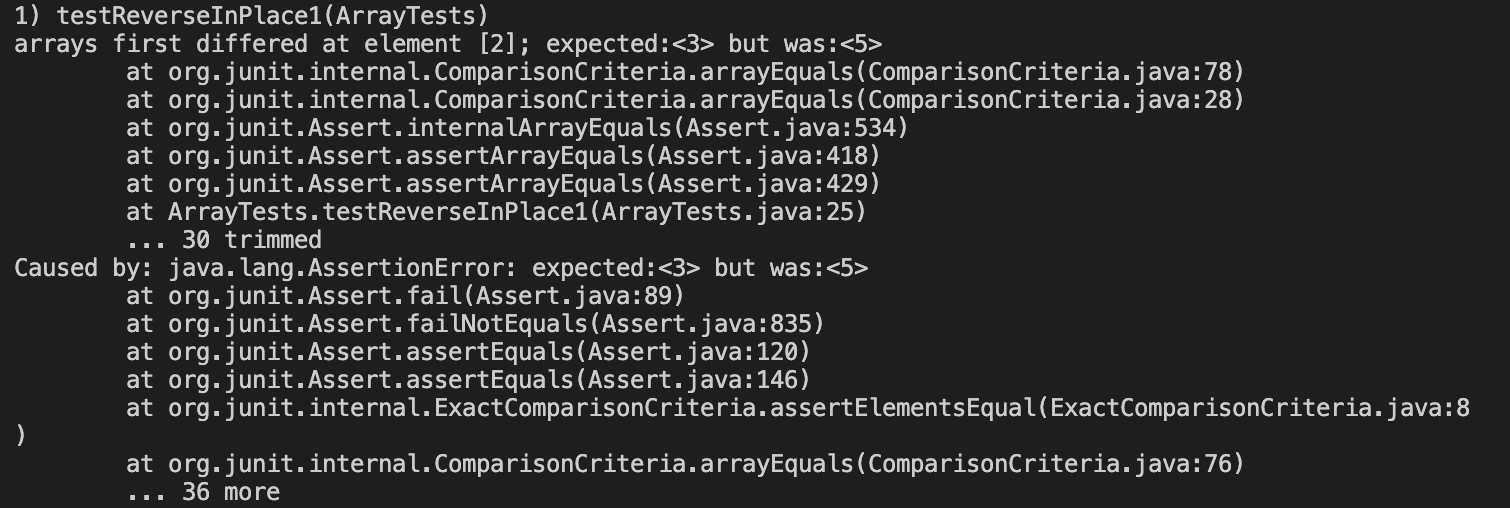 1) testReverseInPlace1(ArrayTests)
arrays first differed at element [2]; expected:<3> but was:<5>
        at org.junit.internal.ComparisonCriteria.arrayEquals(ComparisonCriteria.java:78)
        at org.junit.internal.ComparisonCriteria.arrayEquals(ComparisonCriteria.java:28)
        at org.junit.Assert.internalArrayEquals(Assert.java:534)
        at org.junit.Assert.assertArrayEquals(Assert.java:418)
        at org.junit.Assert.assertArrayEquals(Assert.java:429)
        at ArrayTests.testReverseInPlace1(ArrayTests.java:25)
        ... 30 trimmed
Caused by: java.lang.AssertionError: expected:<3> but was:<5>
        at org.junit.Assert.fail(Assert.java:89)
        at org.junit.Assert.failNotEquals(Assert.java:835)
        at org.junit.Assert.assertEquals(Assert.java:120)
        at org.junit.Assert.assertEquals(Assert.java:146)
        at org.junit.internal.ExactComparisonCriteria.assertElementsEqual(ExactComparisonCriteria.java:8
)
        at org.junit.internal.ComparisonCriteria.arrayEquals(ComparisonCriteria.java:76)
        ... 36 more